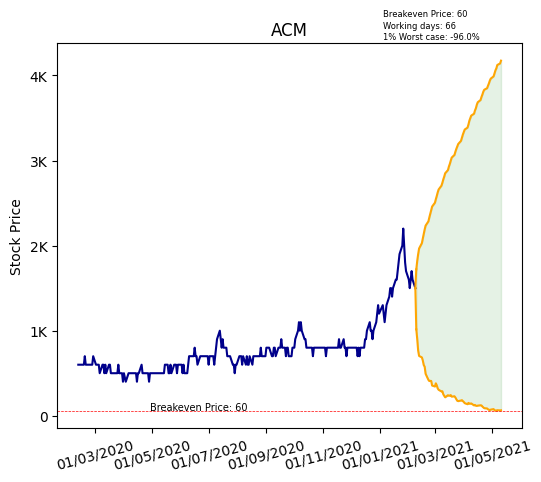 Breakeven Price: 60
Working days: 66
1% Worst case: -96.0%
ACM
Stock Price
4K
3K
2K
1K
0
Breakeven Price: 60
01/03/2020
01/05/2020
01/07/2020
01/09/2020
01/11/2020
01/01/2021
01/03/2021
01/05/2021